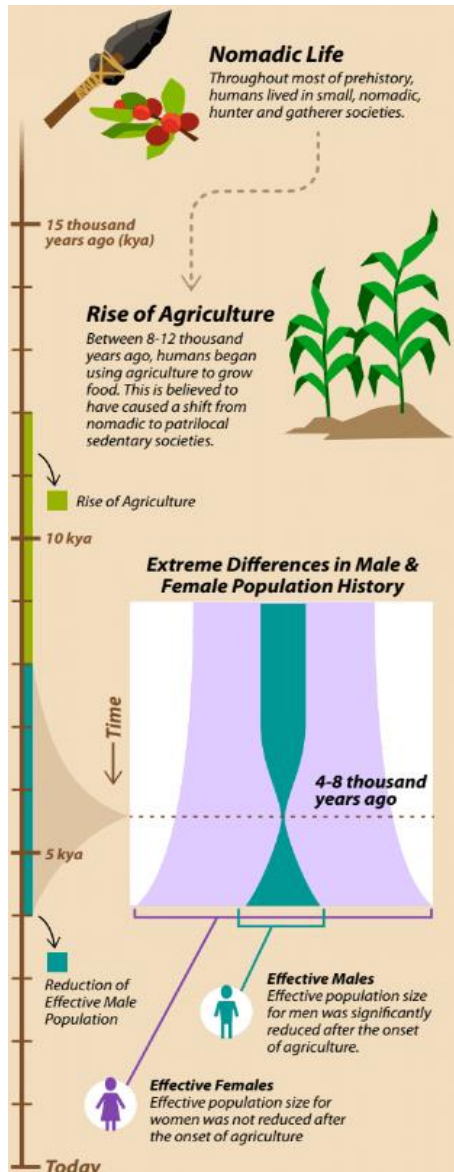 Nomadic Life
Throughout most of prehistory,
humans lived in small, nomadic,
hunter and gatherer societies.
15 thousand
years ago (kya)
Rise of Agriculture
Between 8-12 thousand
years ago, humans began
using agriculture to grow
food. This is believed to
have caused a shift from
nomadic to patrilocal
sedentary societies.
Rise of Agriculture
10 kya
Extreme Differences in Male &
Female Population History
Time
4-8 thousand
years ago
5 kya
Reduction of
Effective Male
Population
Effective Males
Effective population size
for men was significantly
reduced after the onset
of agriculture.
Effective Females
Effective population size for
women was not reduced after
the onset of agriculture
Today